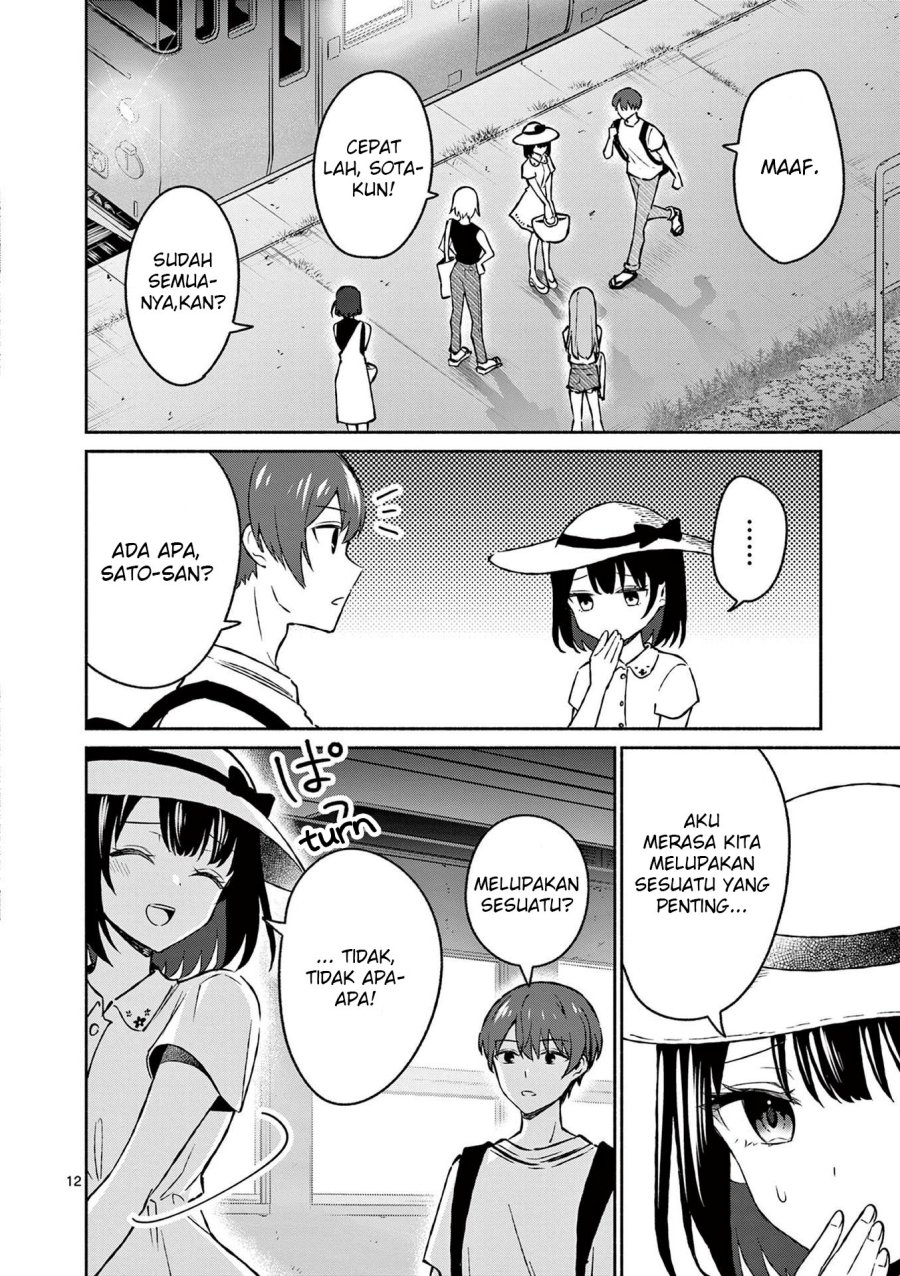 MAAF.
CEPAT
LAH, SOTA-
KUN!
SUDAH
SEMUA-
NYA,KAN?
......
ADA APA,
SATO-SAN?
AKU
MERASA KITA
MELUPAKAN
SESUATU YANG
PENTING...
MELUPAKAN
SESUATU?
ぱっ
turn
... TIDAK,
TIDAK APA-
APA!
12